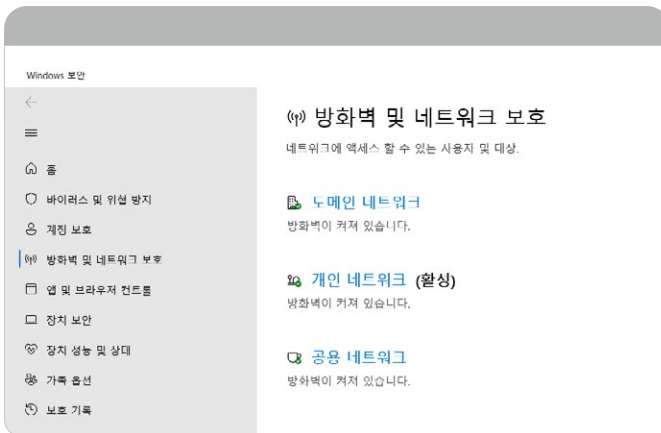 Windows 보안
홈
바이러스 및 위협 방지
계정 보호
방화벽 및 네트워크 보호
앱 및 브라우저 컨트롤
장치 보안
장치 성능 및 상태
가족 옵션
보호 기록
방화벽 및 네트워크 보호
네트워크에 액세스 할 수 있는 사용자 및 대상.
도메인 네트워크
방화벽이 켜져 있습니다.
개인 네트워크 (활성)
방화벽이 켜져 있습니다.
공용 네트워크
방화벽이 켜져 있습니다.